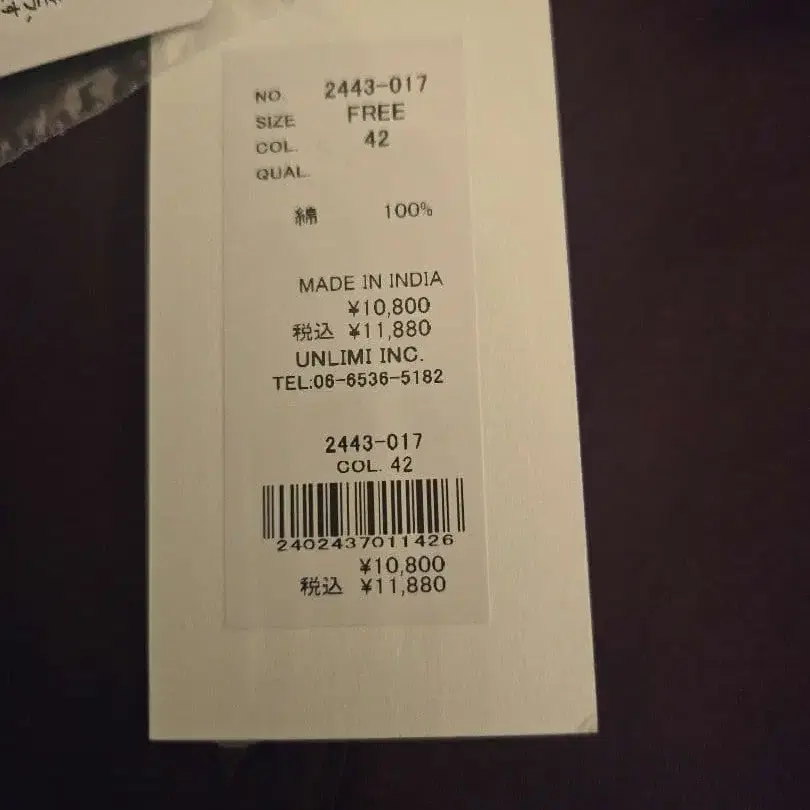 NO. 2443-017
SIZE FREE
COL. 42
QUAL.
綿 100%
MADE IN INDIA
¥10,800
税込 ¥11,880
UNLIMI INC.
TEL:06-6536-5182
2443-017
COL. 42
2402437011426
¥10,800
税込 ¥11,880